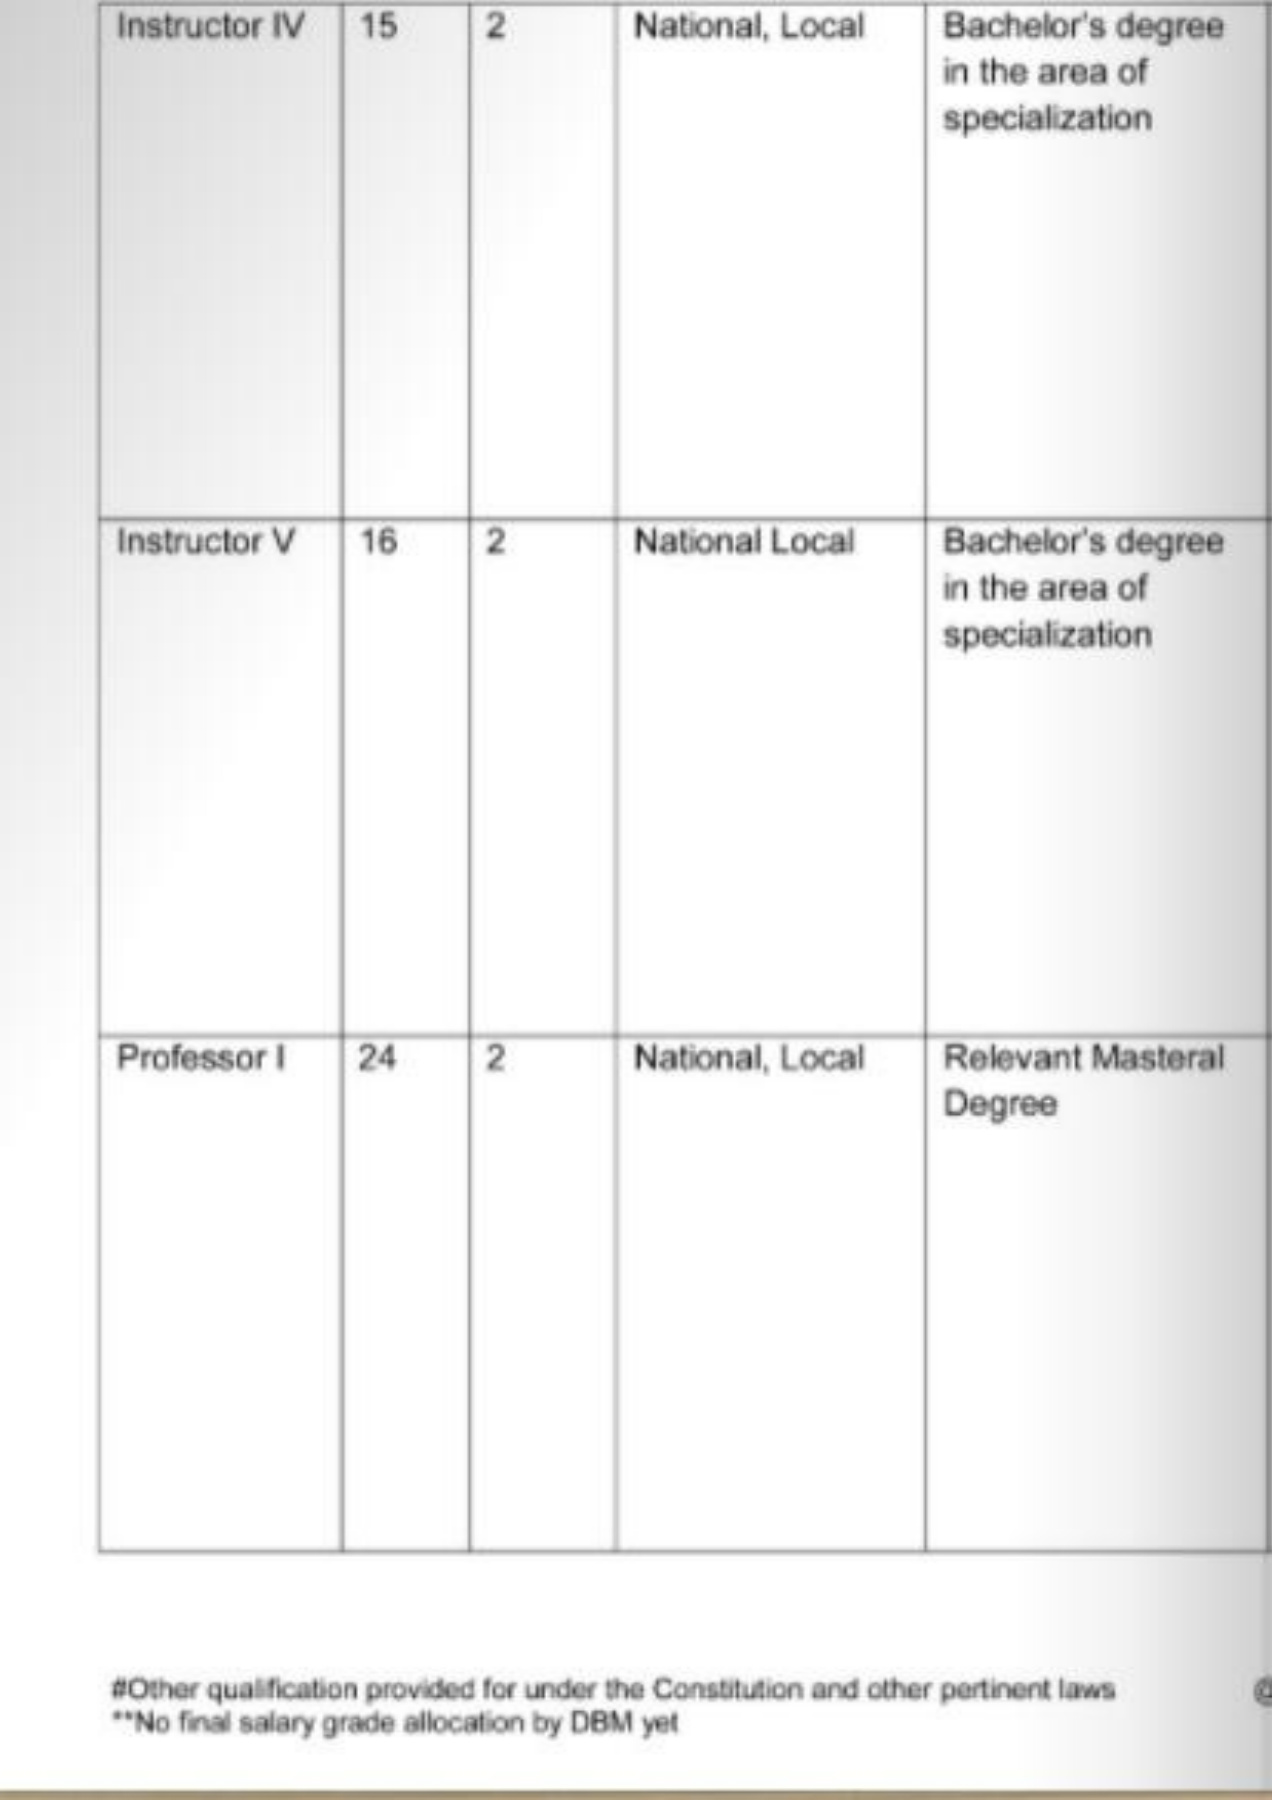 Instructor IV 15 2 National, Local Bachelor's degree
in the area of
specialization
Instructor V 16 2 National Local Bachelor's degree
in the area of
specialization
Professor I 24 2 National, Local Relevant Masteral
Degree
#Other qualification provided for under the Constitution and other pertinent laws @
**No final salary grade allocation by DBM yet